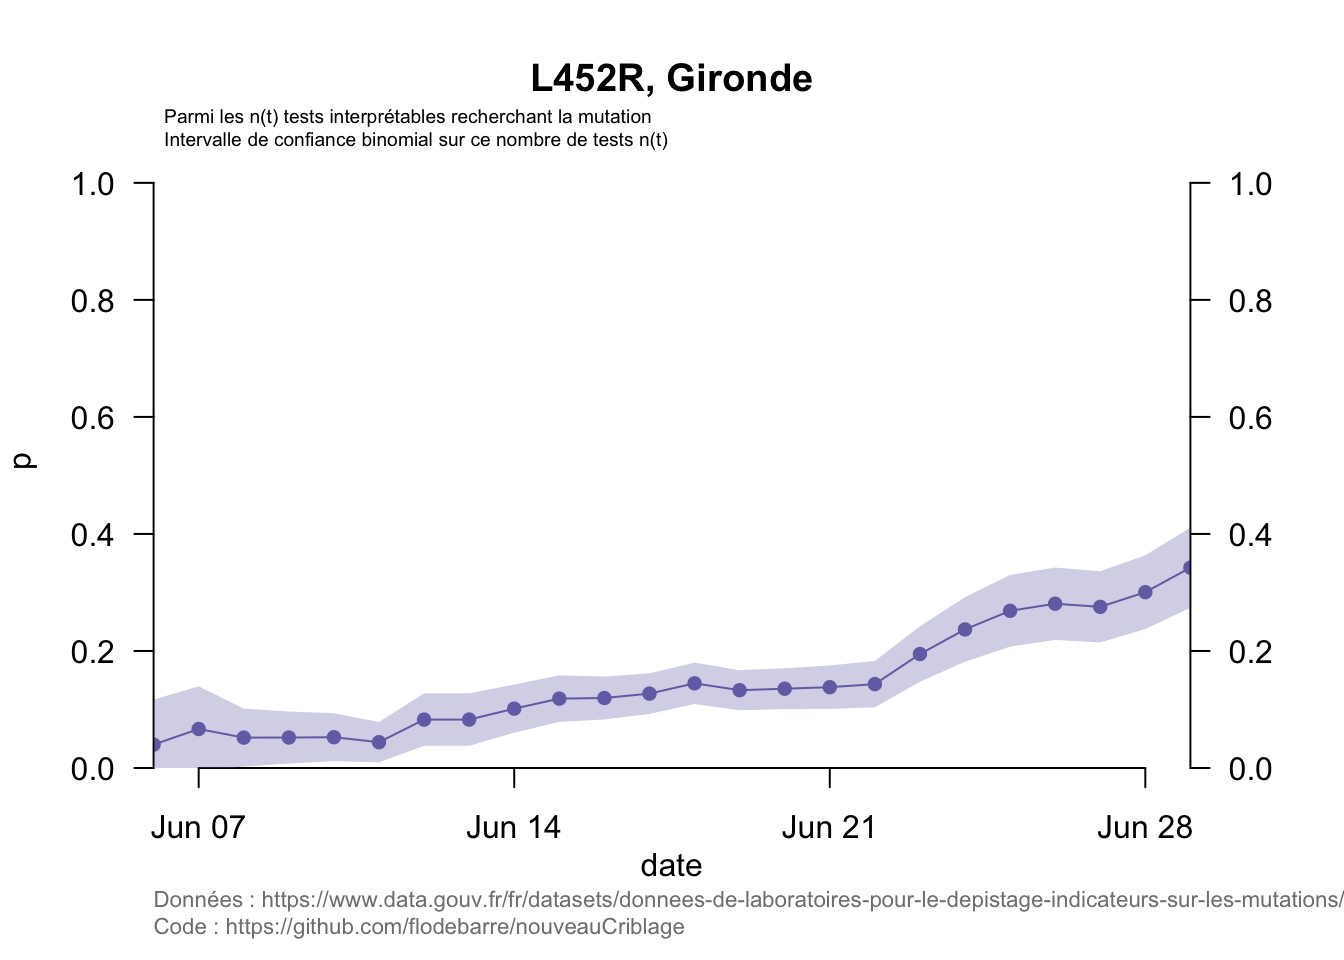 L452R, Gironde
Parmi les n(t) tests interprétables recherchant la mutation
Intervalle de confiance binomial sur ce nombre de tests n(t)
1.0 1.0
0.8 0.8
0.6 0.6
p
0.4 0.4
0.2 0.2
0.0 0.0
Jun 07 Jun 14 Jun 21 Jun 28
date
Données : https://www.data.gouv.fr/fr/datasets/donnees-de-laboratoires-pour-le-depistage-indicateurs-sur-les-mutations/
Code : https://github.com/flodebarre/nouveauCriblage